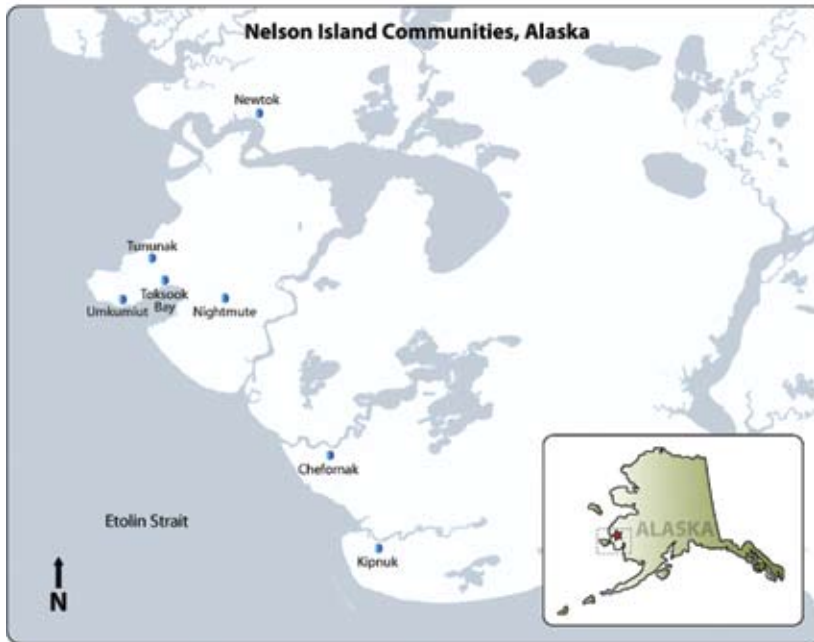 Nelson Island Communities, Alaska
Newtok
Tununak
Toksook
Bay
Umkumiut
Nightmute
Chefornak
Etolin Strait
Kipnuk
N
ALASKA